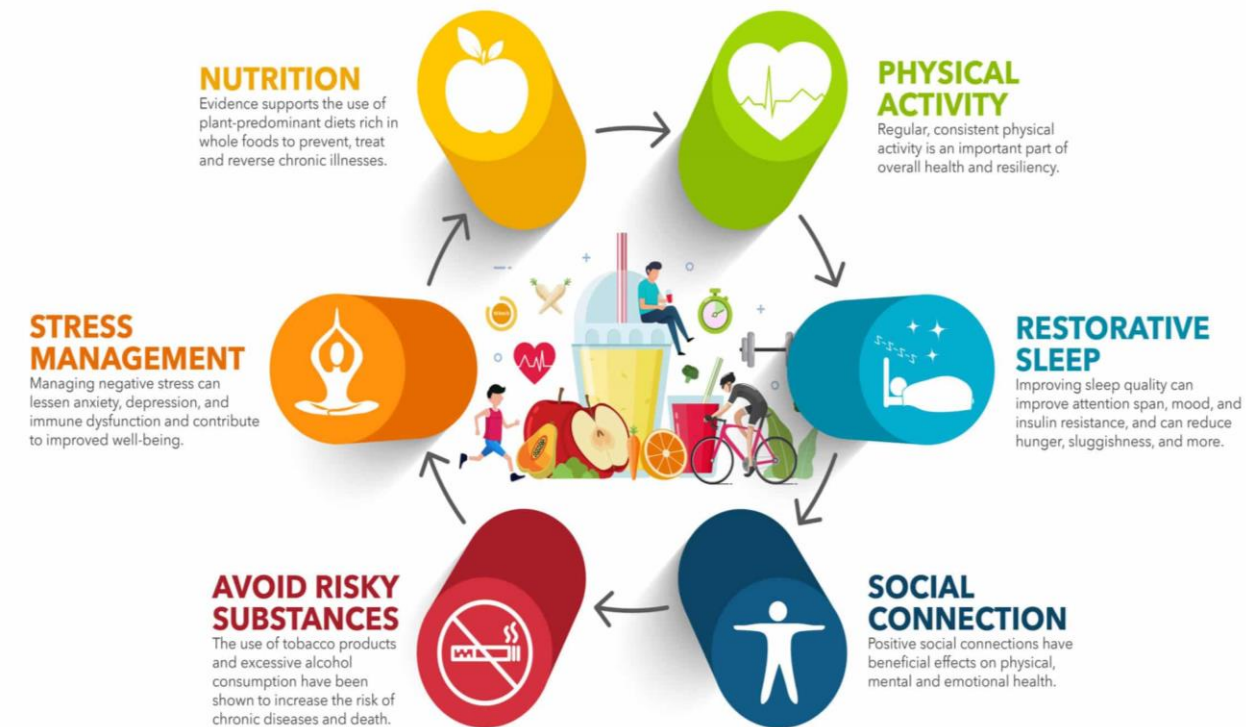 NUTRITION
Evidence supports the use of
plant-predominant diets rich in
whole foods to prevent, treat
and reverse chronic illnesses.
PHYSICAL
ACTIVITY
Regular, consistent physical
activity is an important part of
overall health and resiliency.
STRESS
MANAGEMENT
Managing negative stress can
lessen anxiety, depression, and
immune dysfunction and contribute
to improved well-being.
RESTORATIVE
SLEEP
Improving sleep quality can
improve attention span, mood, and
insulin resistance, and can reduce
hunger, sluggishness, and more.
AVOID RISKY
SUBSTANCES
The use of tobacco products
and excessive alcohol
consumption have been
shown to increase the risk of
chronic diseases and death.
SOCIAL
CONNECTION
Positive social connections have
beneficial effects on physical,
mental and emotional health.